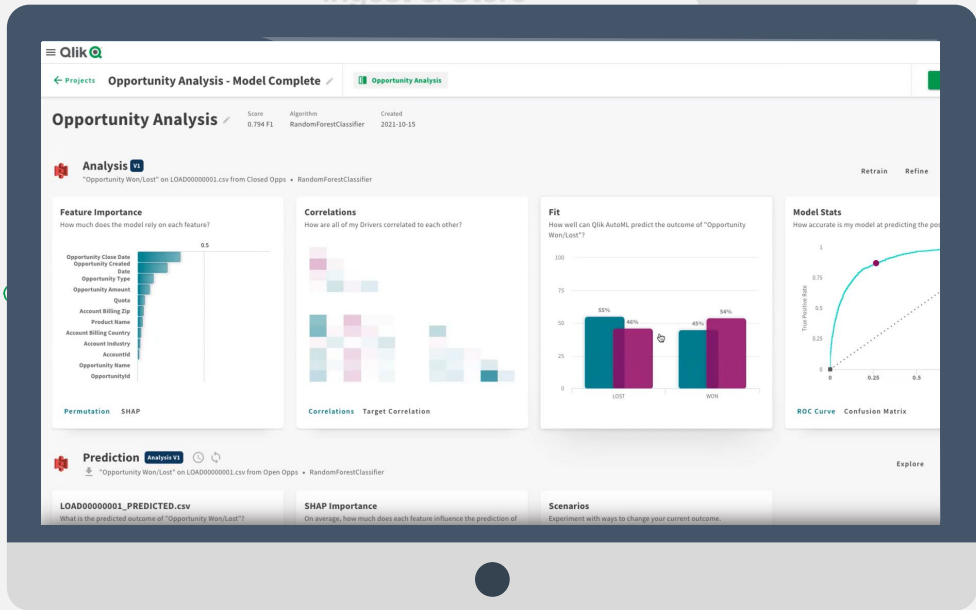 Qlik
Projects
Opportunity Analysis - Model Complete
Opportunity Analysis
Opportunity Analysis
Score
0.794 F1
Algorithm
RandomForestClassifier
Created
2021-10-15
Analysis V1
"Opportunity Won/Lost" on LOAD00000001.csv from Closed Opps • RandomForestClassifier
Retrain
Refine
Feature Importance
How much does the model rely on each feature?
0.5
Opportunity Close Date
Opportunity Created
Date
Opportunity Type
Opportunity Amount
Quota
Account Billing Zip
Product Name
Account Billing Country
Account Industry
AccountId
Opportunity Name
OpportunityId
Permutation SHAP
Correlations
How are all of my Drivers correlated to each other?
Correlations Target Correlation
Fit
How well can Qlik AutoML predict the outcome of "Opportunity
Won/Lost"?
100
75
50
25
0
55%
46%
45%
54%
LOST
WON
Model Stats
How accurate is my model at predicting the pos
True Positive Rate
1
0.75
0.5
0.25
0
0
0.25
0.5
ROC Curve Confusion Matrix
Prediction Analysis V1
"Opportunity Won/Lost" on LOAD00000001.csv from Open Opps • RandomForestClassifier
Explore
LOAD00000001_PREDICTED.csv
What is the predicted outcome of "Opportunity Won/Lost"?
SHAP Importance
On average, how much does each feature influence the prediction of
Scenarios
Experiment with ways to change your current outcome.